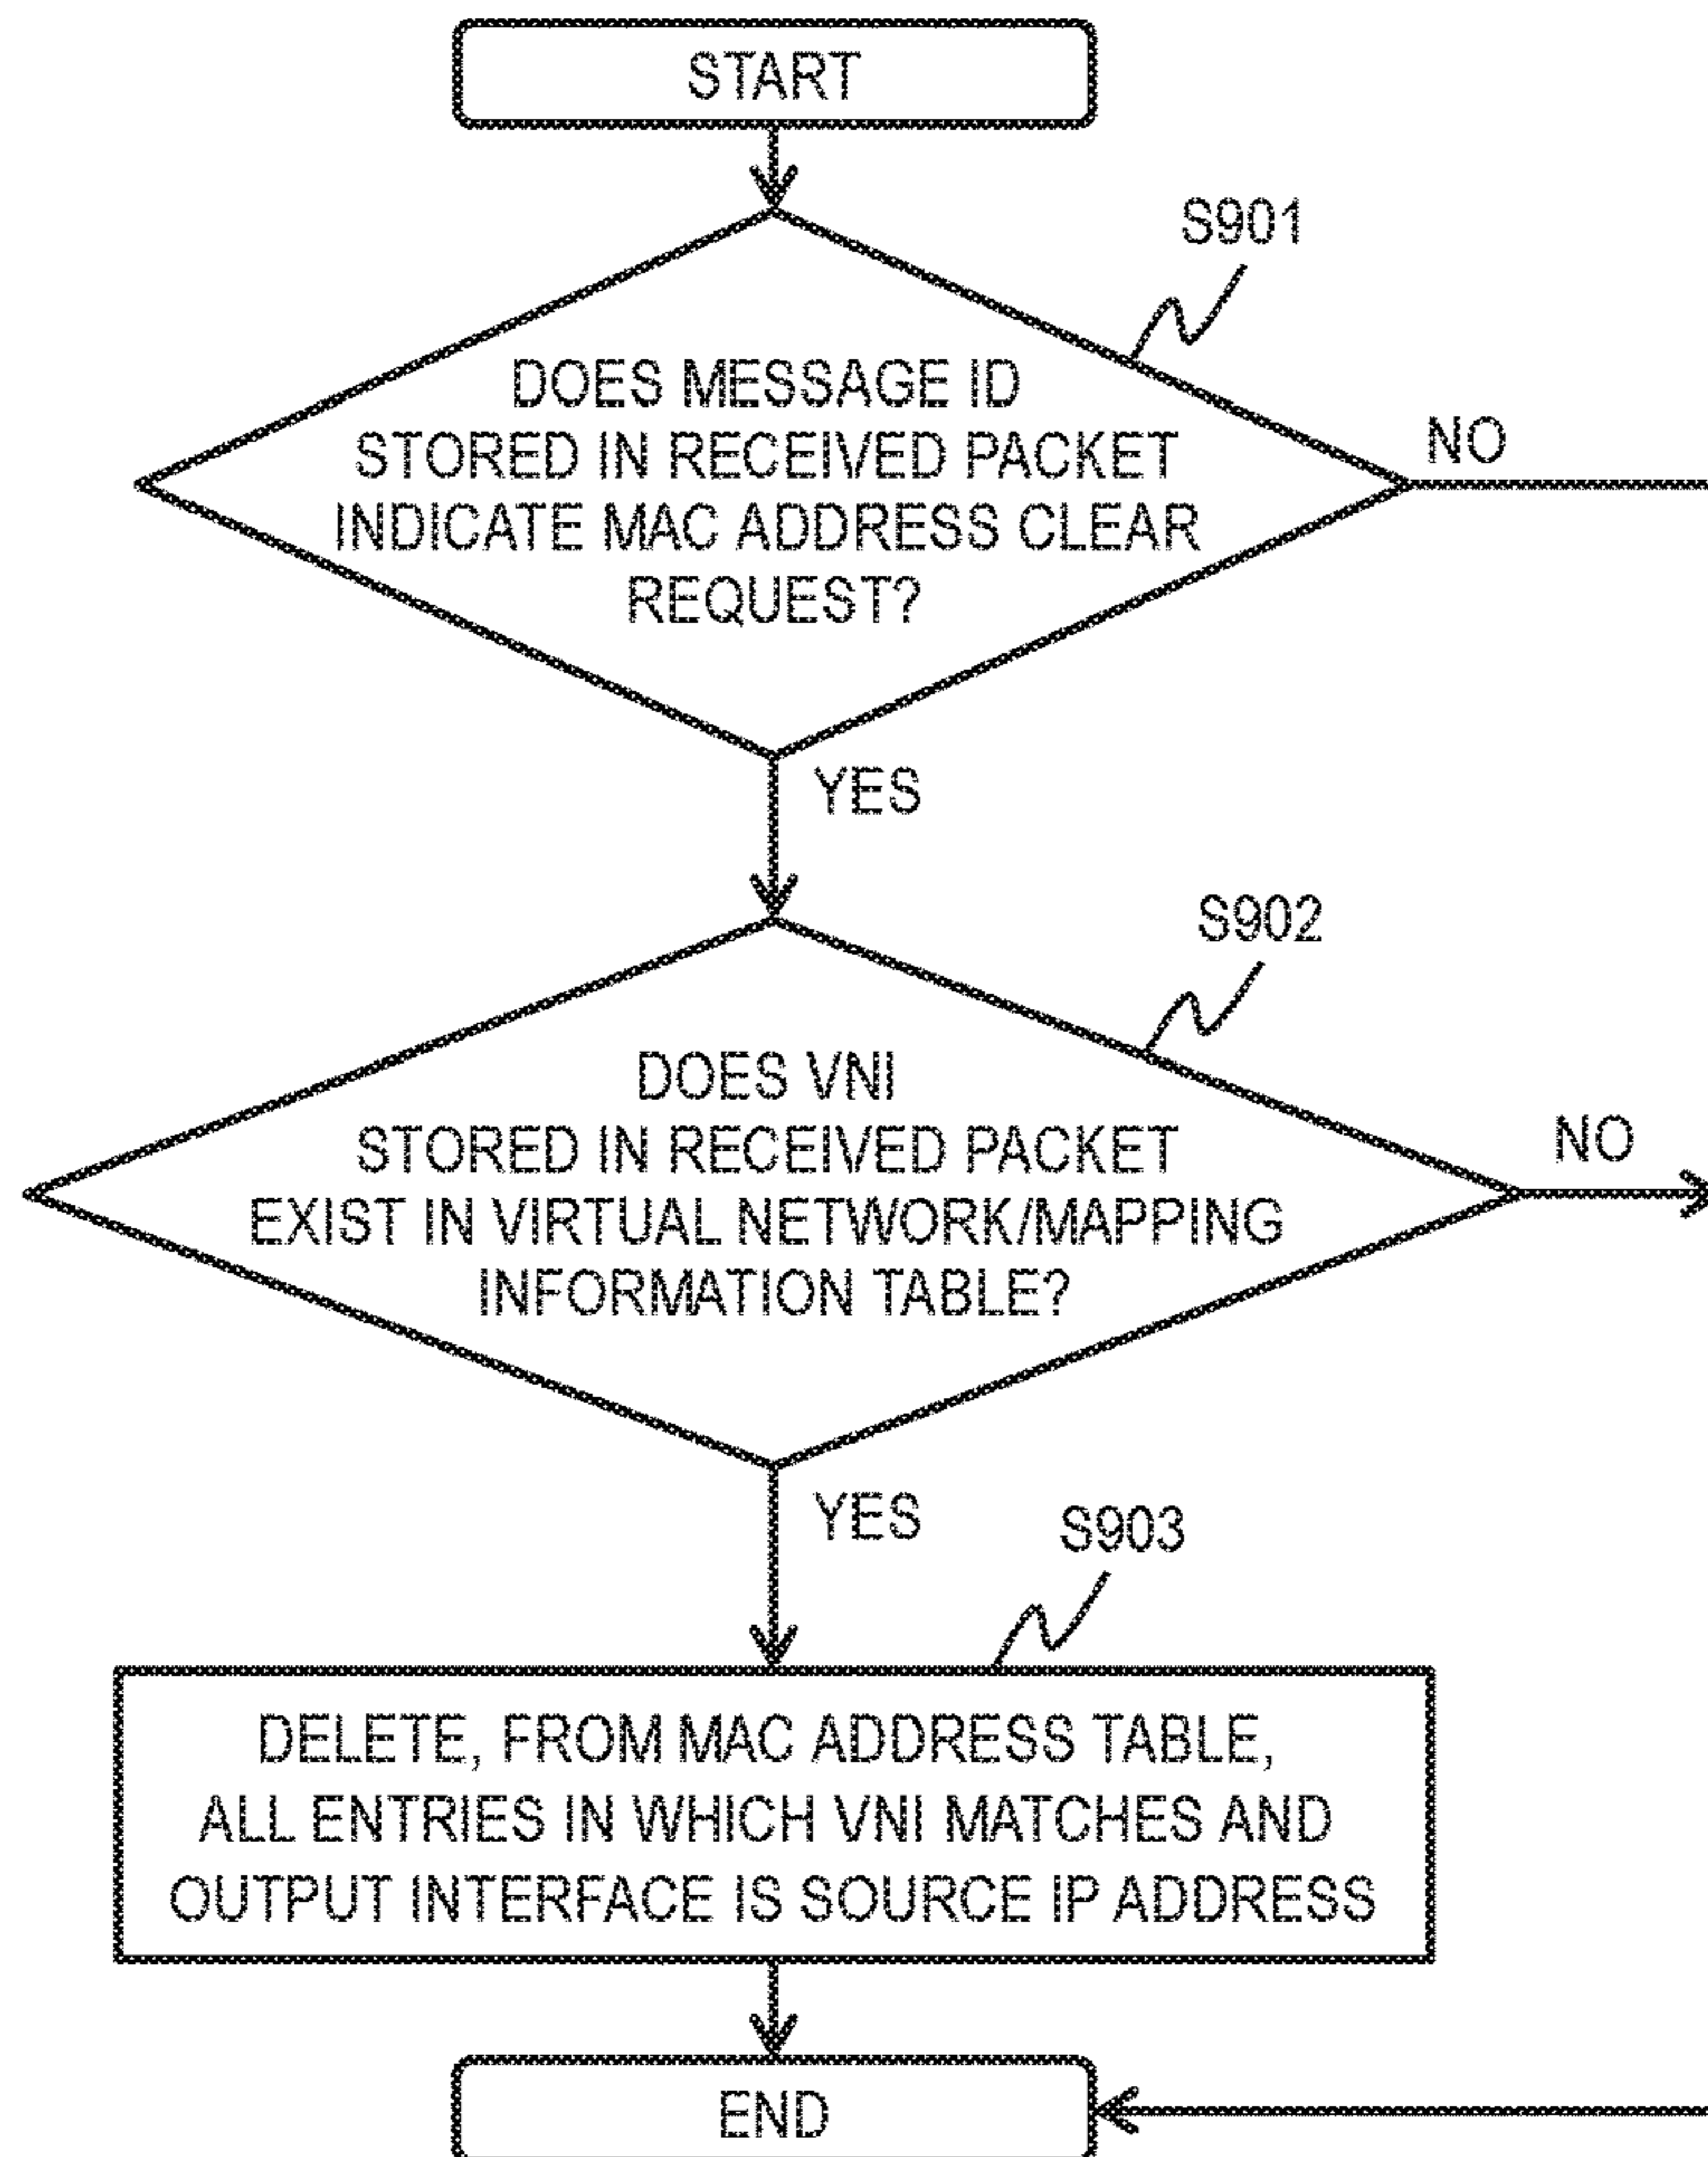 START
S901
DOES MESSAGE ID
STORED IN RECEIVED PACKET
INDICATE MAC ADDRESS CLEAR
REQUEST?
NO
YES
S902
DOES VNI
STORED IN RECEIVED PACKET
EXIST IN VIRTUAL NETWORK/MAPPING
INFORMATION TABLE?
NO
YES
S903
DELETE, FROM MAC ADDRESS TABLE,
ALL ENTRIES IN WHICH VNI MATCHES AND
OUTPUT INTERFACE IS SOURCE IP ADDRESS
END